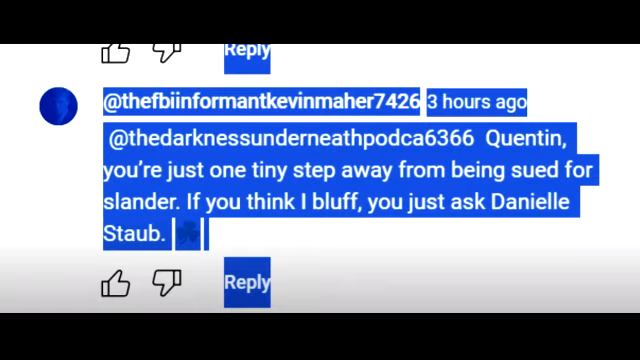 Reply
@thefbiinformantkevinmaher7426 3 hours ago
@thedarknessunderneathpodca6366 Quentin,
you're just one tiny step away from being sued for
slander. If you think I bluff, you just ask Danielle
Staub. ☘️
Reply